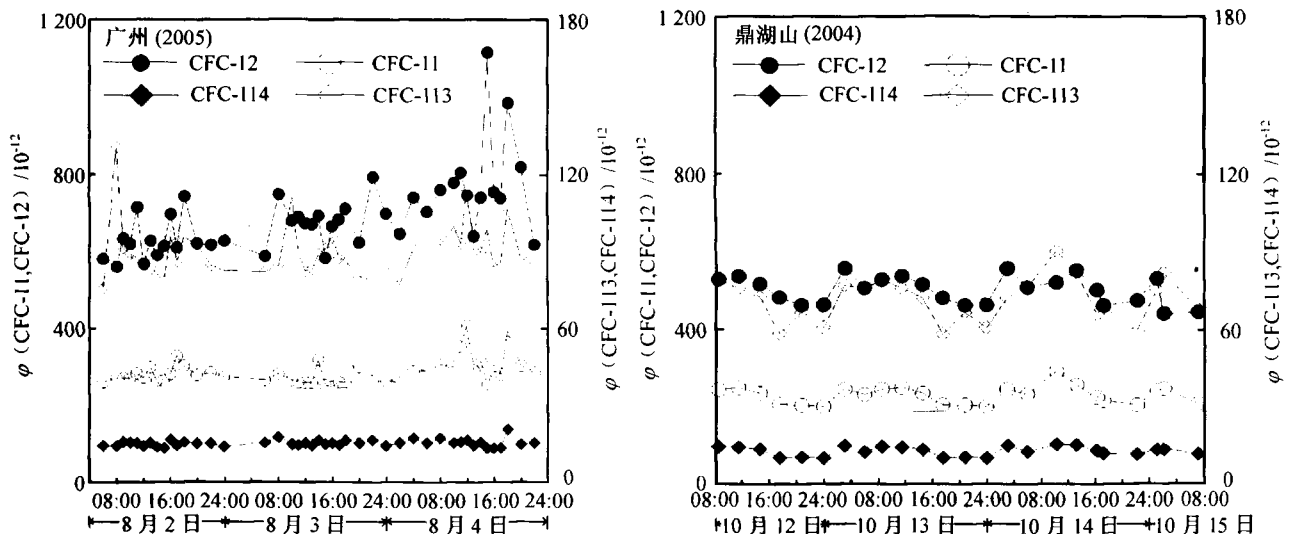 1 200
800
400
0
φ (CFC-11,CFC-12) /10⁻¹²
广州 (2005)
CFC-12
CFC-11
CFC-114
CFC-113
180
120
60
0
φ (CFC-113,CFC-114) /10⁻¹²
08:00 16:00 24:00 08:00 16:00 24:00 08:00 16:00 24:00
8 月 2 日 8 月 3 日 8 月 4 日
1 200
800
400
0
φ (CFC-11,CFC-12) /10⁻¹²
鼎湖山 (2004)
CFC-12
CFC-11
CFC-114
CFC-113
180
120
60
0
φ (CFC-113,CFC-114) /10⁻¹²
08:00 16:00 24:00 08:00 16:00 24:00 08:00 16:00 24:00 08:00
10 月 12 日 10 月 13 日 10 月 14 日 10 月 15 日